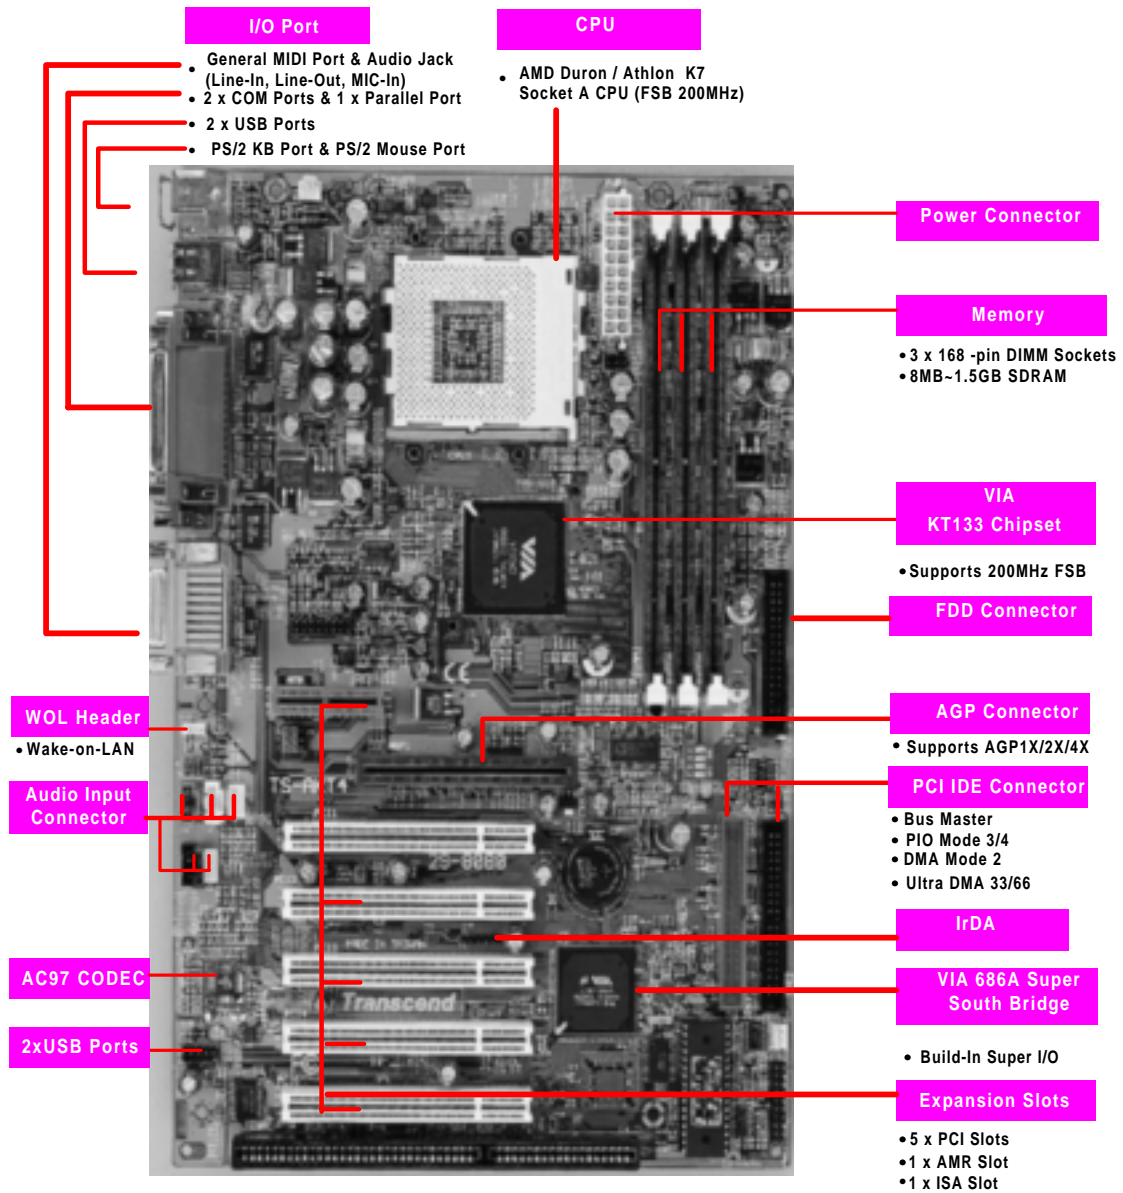 I/O Port
General MIDI Port & Audio Jack
(Line-In, Line-Out, MIC-In)
2 x COM Ports & 1 x Parallel Port
2 x USB Ports
PS/2 KB Port & PS/2 Mouse Port
CPU
AMD Duron / Athlon K7
Socket A CPU (FSB 200MHz)
Power Connector
Memory
3 x 168 -pin DIMM Sockets
8MB~1.5GB SDRAM
VIA
KT133 Chipset
Supports 200MHz FSB
FDD Connector
WOL Header
Wake-on-LAN
Audio Input
Connector
AGP Connector
Supports AGP1X/2X/4X
PCI IDE Connector
Bus Master
PIO Mode 3/4
DMA Mode 2
Ultra DMA 33/66
IrDA
AC97 CODEC
VIA 686A Super
South Bridge
Build-In Super I/O
2xUSB Ports
Expansion Slots
5 x PCI Slots
1 x AMR Slot
1 x ISA Slot
VIA
Transcend